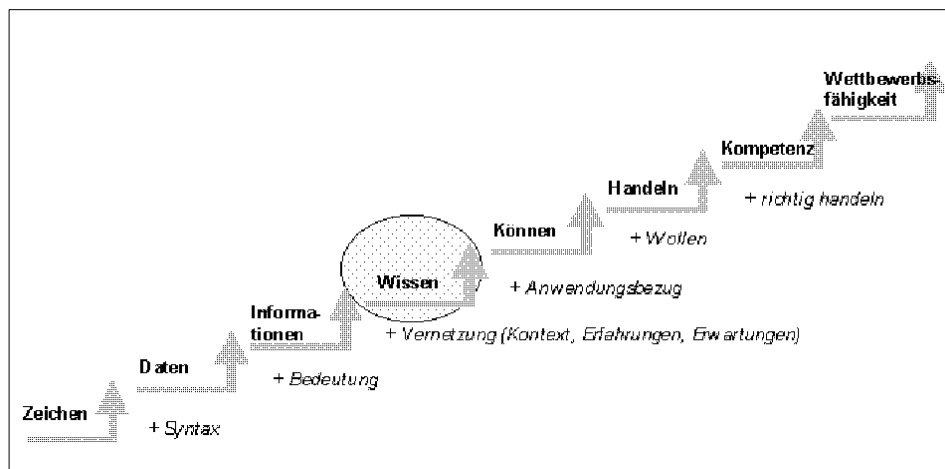 Wettbewerbs-
fähigkeit
Kompetenz
+ richtig handeln
Handeln
+ Wollen
Können
+ Anwendungsbezug
Wissen
+ Vernetzung (Kontext, Erfahrungen, Erwartungen)
Informa-
tionen
+ Bedeutung
Daten
+ Syntax
Zeichen